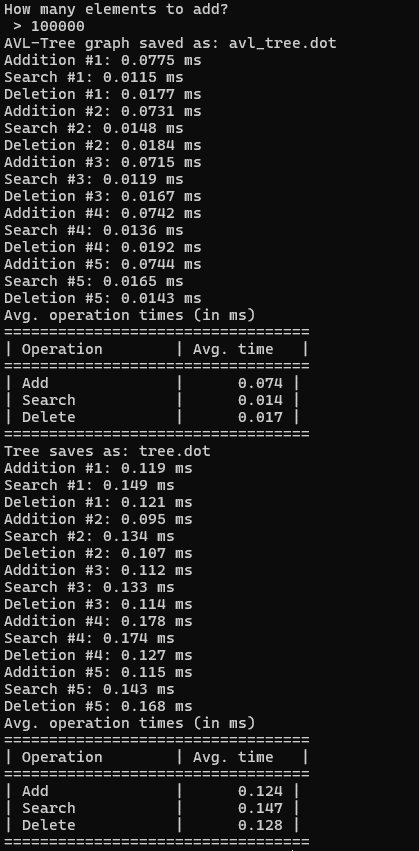 How many elements to add?
 > 100000
AVL-Tree graph saved as: avl_tree.dot
Addition #1: 0.0775 ms
Search #1: 0.0115 ms
Deletion #1: 0.0177 ms
Addition #2: 0.0731 ms
Search #2: 0.0148 ms
Deletion #2: 0.0184 ms
Addition #3: 0.0715 ms
Search #3: 0.0119 ms
Deletion #3: 0.0167 ms
Addition #4: 0.0742 ms
Search #4: 0.0136 ms
Deletion #4: 0.0192 ms
Addition #5: 0.0744 ms
Search #5: 0.0165 ms
Deletion #5: 0.0143 ms
Avg. operation times (in ms)
==================================
| Operation        | Avg. time   |
==================================
| Add              |      0.074 |
| Search           |      0.014 |
| Delete           |      0.017 |
==================================
Tree saves as: tree.dot
Addition #1: 0.119 ms
Search #1: 0.149 ms
Deletion #1: 0.121 ms
Addition #2: 0.095 ms
Search #2: 0.134 ms
Deletion #2: 0.107 ms
Addition #3: 0.112 ms
Search #3: 0.133 ms
Deletion #3: 0.114 ms
Addition #4: 0.178 ms
Search #4: 0.174 ms
Deletion #4: 0.127 ms
Addition #5: 0.115 ms
Search #5: 0.143 ms
Deletion #5: 0.168 ms
Avg. operation times (in ms)
==================================
| Operation        | Avg. time   |
==================================
| Add              |      0.124 |
| Search           |      0.147 |
| Delete           |      0.128 |
==================================